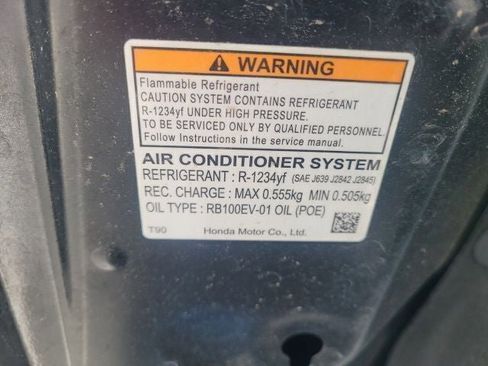 WARNING
Flammable Refrigerant
CAUTION SYSTEM CONTAINS REFRIGERANT
R-1234yf UNDER HIGH PRESSURE.
TO BE SERVICED ONLY BY QUALIFIED PERSONNEL.
Follow Instructions in the service manual.
AIR CONDITIONER SYSTEM
REFRIGERANT : R-1234yf (SAE J639 J2842 J2845)
REC. CHARGE : MAX 0.555kg MIN 0.505kg
OIL TYPE : RB100EV-01 OIL (POE)
T90 Honda Motor Co., Ltd.